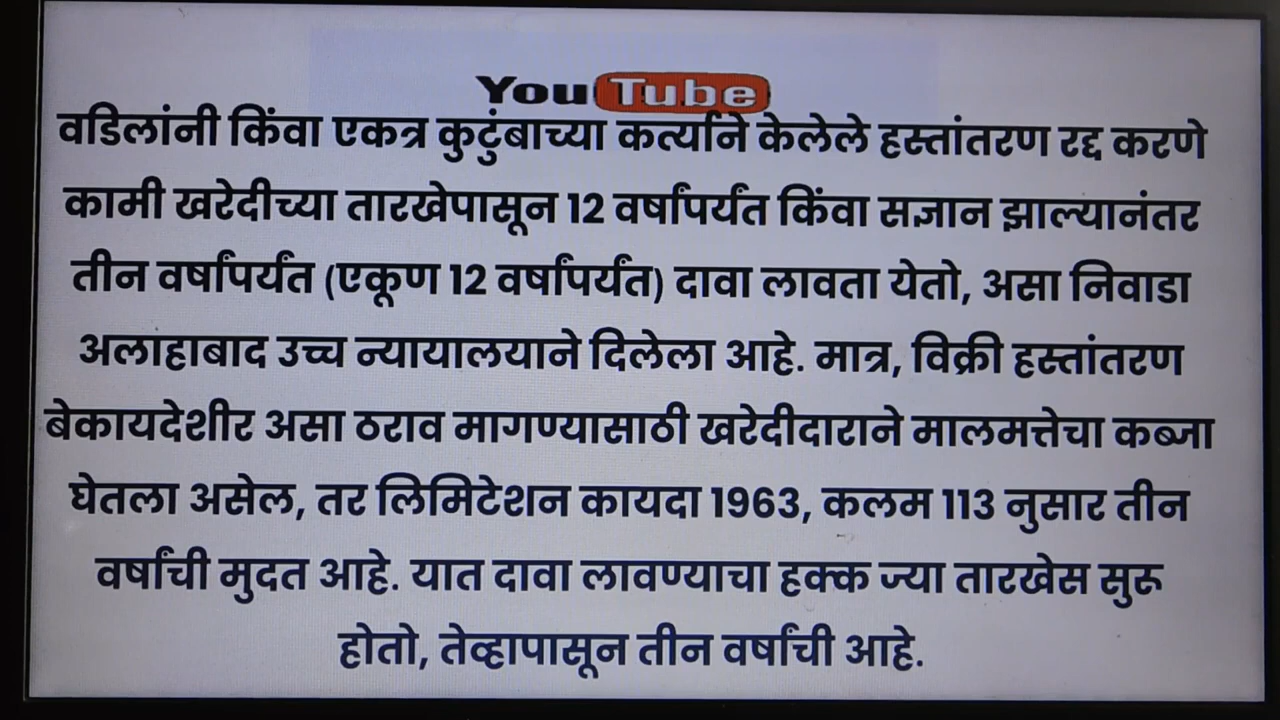 YouTube
वडिलांनी किंवा एकत्र कुटुंबाच्या कर्त्याने केलेले हस्तांतरण रद्द करणे
कामी खरेदीच्या तारखेपासून 12 वर्षांपर्यंत किंवा सज्ञान झाल्यानंतर
तीन वर्षांपर्यंत (एकूण 12 वर्षांपर्यंत) दावा लावता येतो, असा निवाडा
अलाहाबाद उच्च न्यायालयाने दिलेला आहे. मात्र, विक्री हस्तांतरण
बेकायदेशीर असा ठराव मागण्यासाठी खरेदीदाराने मालमत्तेचा कब्जा
घेतला असेल, तर लिमिटेशन कायदा 1963, कलम 113 नुसार तीन
वर्षांची मुदत आहे. यात दावा लावण्याचा हक्क ज्या तारखेस सुरू
होतो, तेव्हापासून तीन वर्षांची आहे.